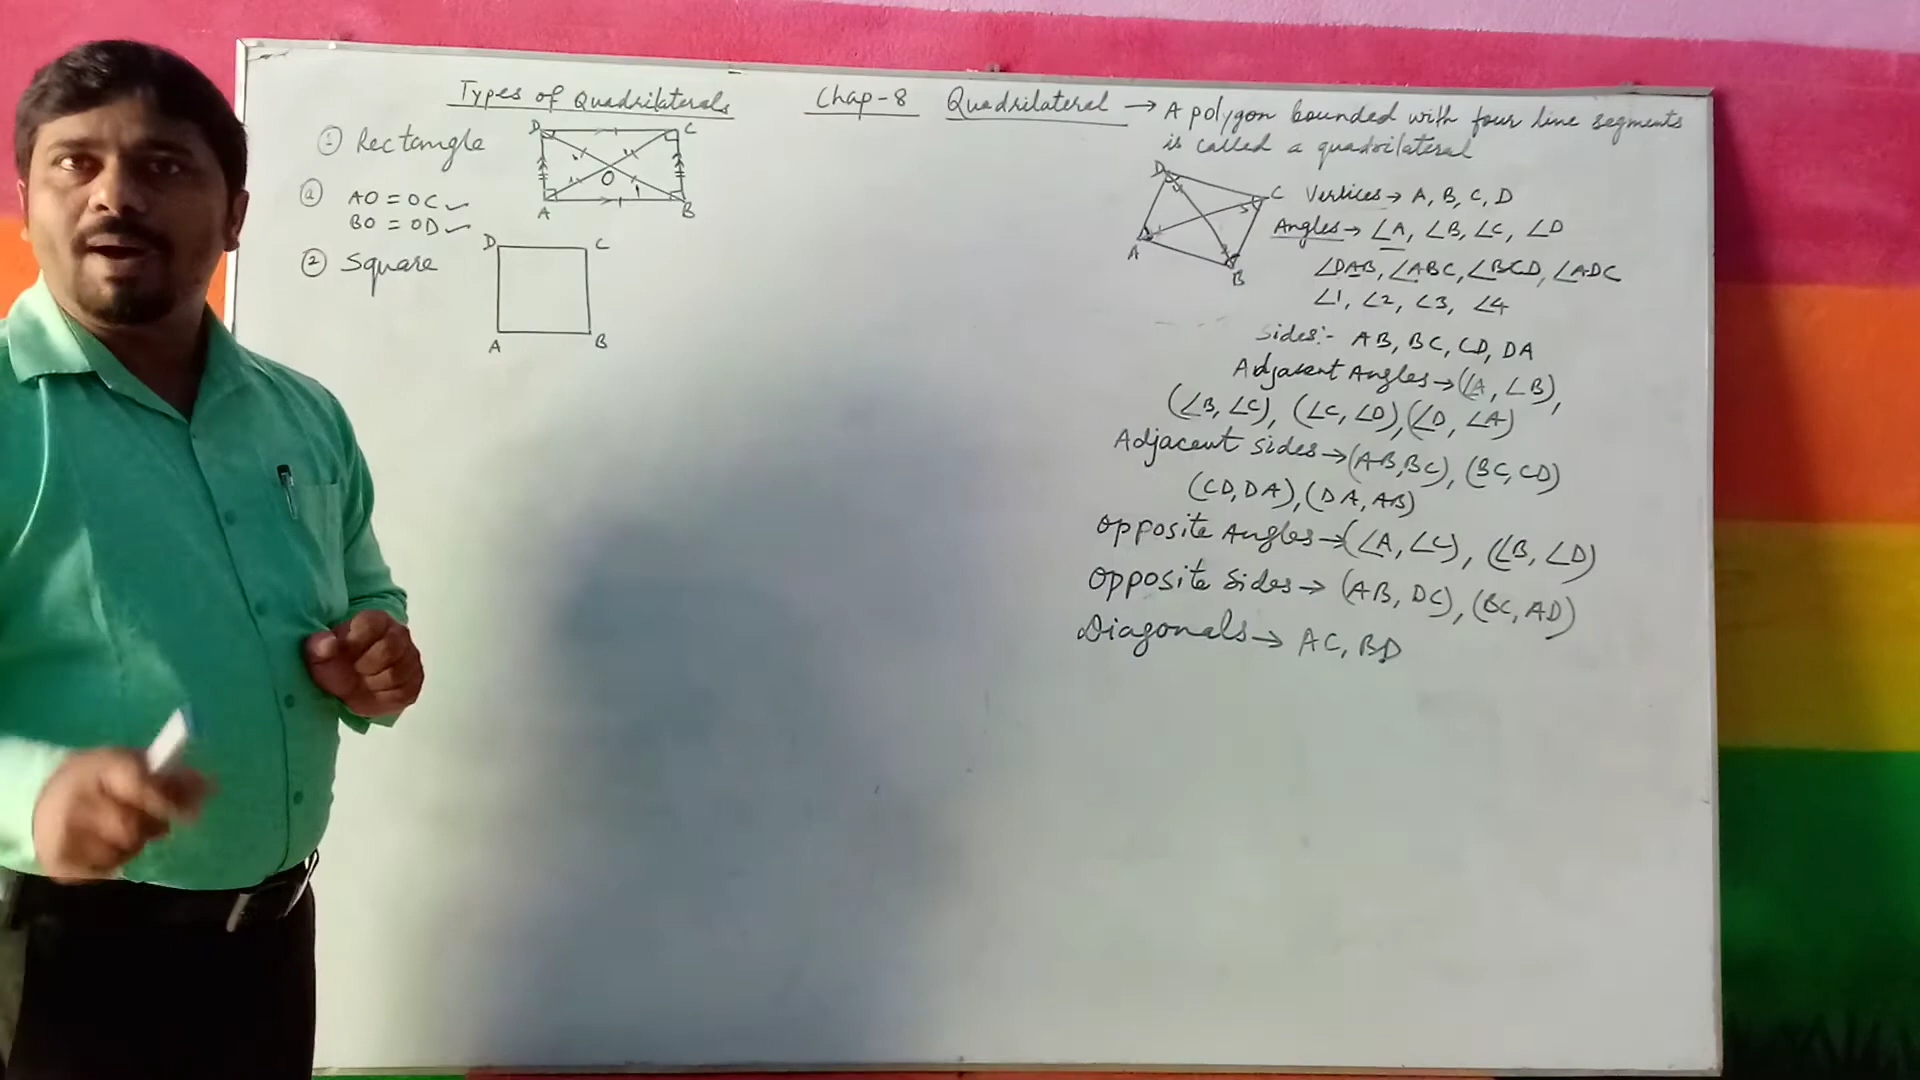 Types of Quadrilaterals
① Rectangle
D C
O
A B
ⓐ AO = OC ✓
BO = OD ✓
② Square
D C
A B
Chap-8 Quadrilateral → A polygon bounded with four line segments
is called a quadrilateral
D
C
A
B
Vertices → A, B, C, D
Angles → ∠A, ∠B, ∠C, ∠D
∠DAB, ∠ABC, ∠BCD, ∠ADC
∠1, ∠2, ∠3, ∠4
Sides:- AB, BC, CD, DA
Adjacent Angles → (∠A, ∠B),
(∠B, ∠C), (∠C, ∠D), (∠D, ∠A)
Adjacent Sides → (AB, BC), (BC, CD)
(CD, DA), (DA, AB)
Opposite Angles → (∠A, ∠C), (∠B, ∠D)
Opposite Sides → (AB, DC), (BC, AD)
Diagonals → AC, BD